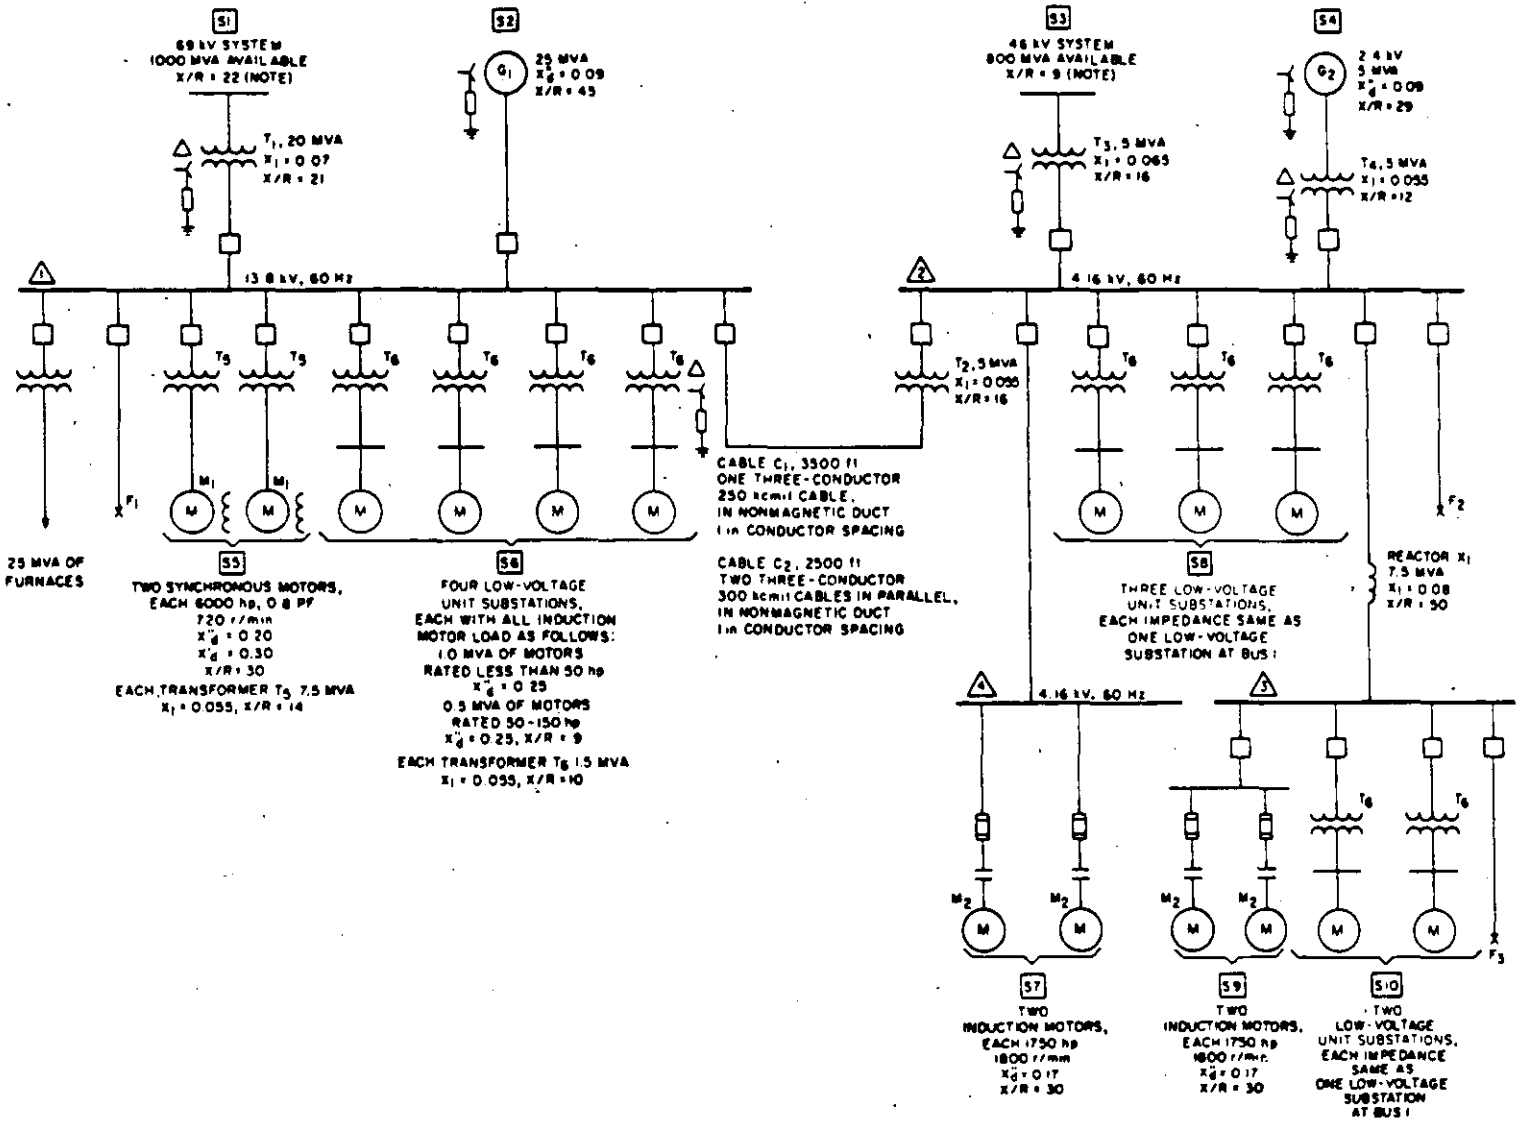 S1
69 kV SYSTEM
1000 MVA AVAILABLE
X/R = 22 (NOTE)
T1, 20 MVA
X1 = 0.07
X/R = 21
S2
G1
25 MVA
X"d = 0.09
X/R = 45
S3
46 kV SYSTEM
800 MVA AVAILABLE
X/R = 9 (NOTE)
T3, 5 MVA
X1 = 0.065
X/R = 16
S4
G2
2.4 kV
5 MVA
X"d = 0.09
X/R = 29
T4, 5 MVA
X1 = 0.055
X/R = 12
1
13.8 kV, 60 Hz
2
4.16 kV, 60 Hz
T5
T5
T6
T6
T6
T6
T2, 5 MVA
X1 = 0.055
X/R = 16
T6
T6
T6
F1
M1
M
M1
M
M
M
M
M
M
M
M
F2
25 MVA OF
FURNACES
S5
TWO SYNCHRONOUS MOTORS,
EACH 6000 hp, 0.8 PF
720 r/min
X"d = 0.20
X'd = 0.30
X/R = 30
EACH TRANSFORMER T5 7.5 MVA
X1 = 0.055, X/R = 14
S6
FOUR LOW-VOLTAGE
UNIT SUBSTATIONS,
EACH WITH ALL INDUCTION
MOTOR LOAD AS FOLLOWS:
1.0 MVA OF MOTORS
RATED LESS THAN 50 hp
X"d = 0.25
0.5 MVA OF MOTORS
RATED 50-150 hp
X"d = 0.25, X/R = 9
EACH TRANSFORMER T6 1.5 MVA
X1 = 0.055, X/R = 10
CABLE C1, 3500 ft
ONE THREE-CONDUCTOR
250 kcmil CABLE,
IN NONMAGNETIC DUCT
1 in CONDUCTOR SPACING
CABLE C2, 2500 ft
TWO THREE-CONDUCTOR
300 kcmil CABLES IN PARALLEL,
IN NONMAGNETIC DUCT
1 in CONDUCTOR SPACING
S8
THREE LOW-VOLTAGE
UNIT SUBSTATIONS,
EACH IMPEDANCE SAME AS
ONE LOW-VOLTAGE
SUBSTATION AT BUS 1
REACTOR X1
7.5 MVA
X1 = 0.08
X/R = 50
4
4.16 kV, 60 Hz
3
T6
T6
M2
M
M2
M
M2
M
M2
M
M
M
F3
S7
TWO
INDUCTION MOTORS,
EACH 1750 hp
1800 r/min
X"d = 0.17
X/R = 30
S9
TWO
INDUCTION MOTORS,
EACH 1750 hp
1800 r/min
X"d = 0.17
X/R = 30
S10
TWO
LOW-VOLTAGE
UNIT SUBSTATIONS,
EACH IMPEDANCE
SAME AS
ONE LOW-VOLTAGE
SUBSTATION
AT BUS 1